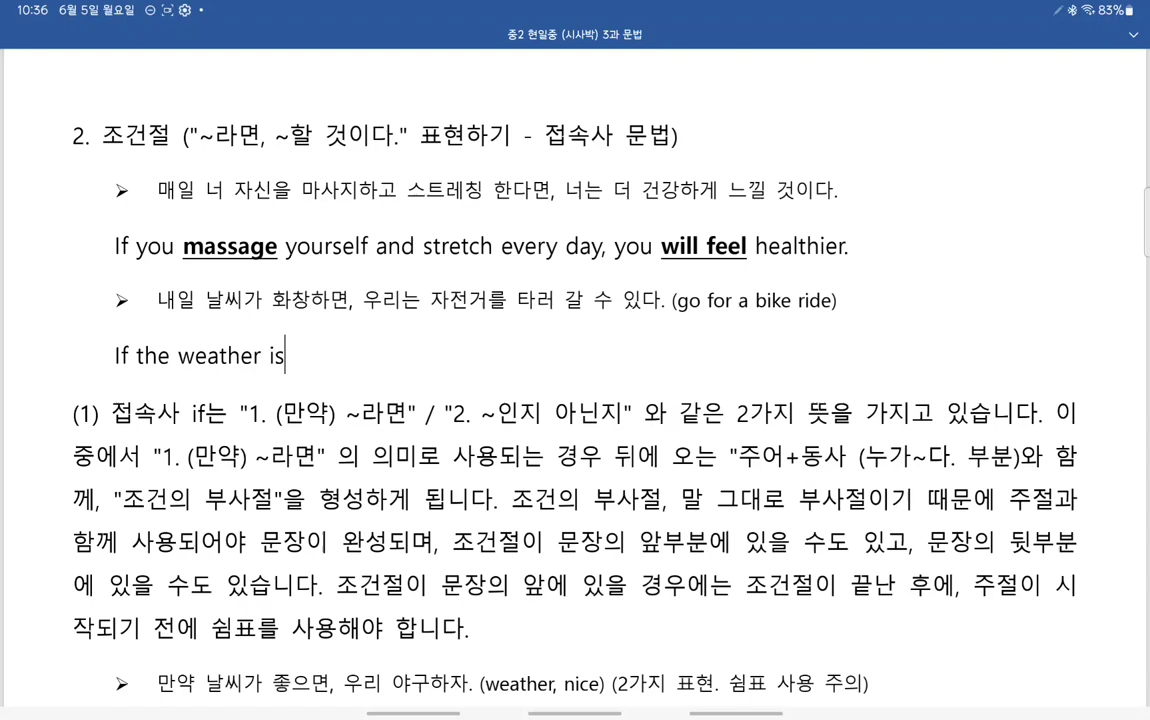 10:36 6월 5일 월요일 83%
중2 현일중 (시사박) 3과 문법
2. 조건절 ("~라면, ~할 것이다." 표현하기 - 접속사 문법)
➢ 매일 너 자신을 마사지하고 스트레칭 한다면, 너는 더 건강하게 느낄 것이다.
If you massage yourself and stretch every day, you will feel healthier.
➢ 내일 날씨가 화창하면, 우리는 자전거를 타러 갈 수 있다. (go for a bike ride)
If the weather is
(1) 접속사 if는 "1. (만약) ~라면" / "2. ~인지 아닌지" 와 같은 2가지 뜻을 가지고 있습니다. 이
중에서 "1. (만약) ~라면" 의 의미로 사용되는 경우 뒤에 오는 "주어+동사 (누가~다. 부분)와 함
께, "조건의 부사절"을 형성하게 됩니다. 조건의 부사절, 말 그대로 부사절이기 때문에 주절과
함께 사용되어야 문장이 완성되며, 조건절이 문장의 앞부분에 있을 수도 있고, 문장의 뒷부분
에 있을 수도 있습니다. 조건절이 문장의 앞에 있을 경우에는 조건절이 끝난 후에, 주절이 시
작되기 전에 쉼표를 사용해야 합니다.
➢ 만약 날씨가 좋으면, 우리 야구하자. (weather, nice) (2가지 표현. 쉼표 사용 주의)